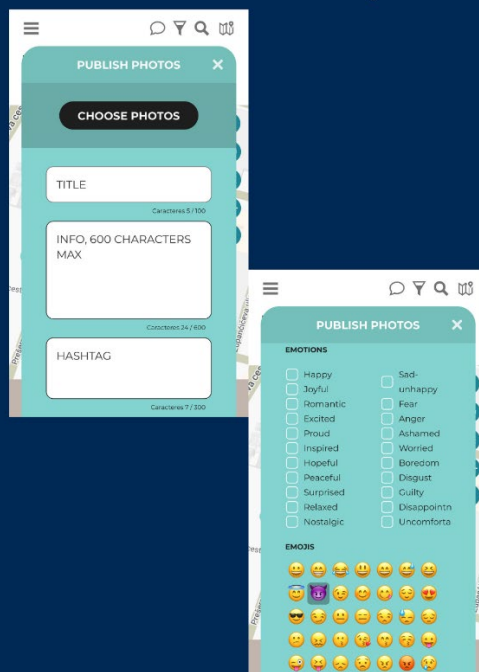 PUBLISH PHOTOS
CHOOSE PHOTOS
TITLE
Caracteres 5 / 100
INFO, 600 CHARACTERS
MAX
Caracteres 24 / 600
HASHTAG
Caracteres 7 / 300
PUBLISH PHOTOS
EMOTIONS
Happy
Joyful
Romantic
Excited
Proud
Inspired
Hopeful
Peaceful
Surprised
Relaxed
Nostalgic
Sad-
unhappy
Fear
Anger
Ashamed
Worried
Boredom
Disgust
Guilty
Disappointn
Uncomforta
EMOJIS